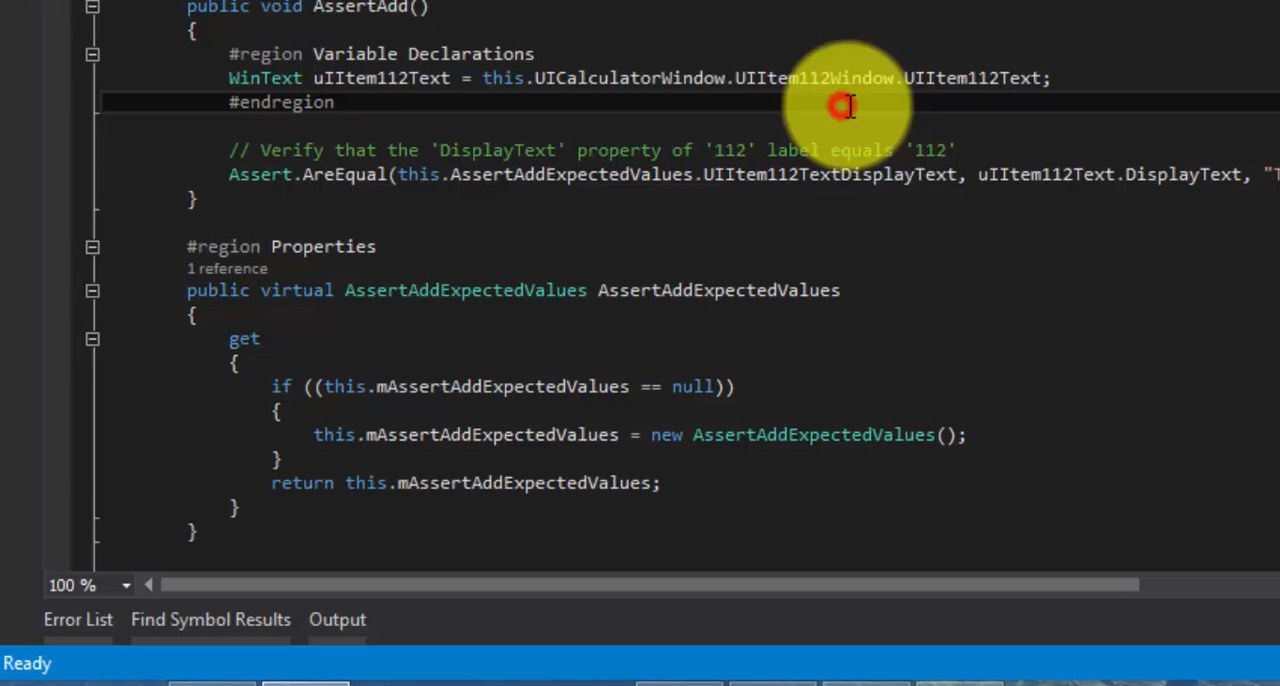 public void AssertAdd()
{
#region Variable Declarations
WinText uIItem112Text = this.UICalculatorWindow.UIItem112Window.UIItem112Text;
#endregion
// Verify that the 'DisplayText' property of '112' label equals '112'
Assert.AreEqual(this.AssertAddExpectedValues.UIItem112TextDisplayText, uIItem112Text.DisplayText, "T
}
#region Properties
1 reference
public virtual AssertAddExpectedValues AssertAddExpectedValues
{
get
{
if ((this.mAssertAddExpectedValues == null))
{
this.mAssertAddExpectedValues = new AssertAddExpectedValues();
}
return this.mAssertAddExpectedValues;
}
}
100 %
Error List Find Symbol Results Output
Ready